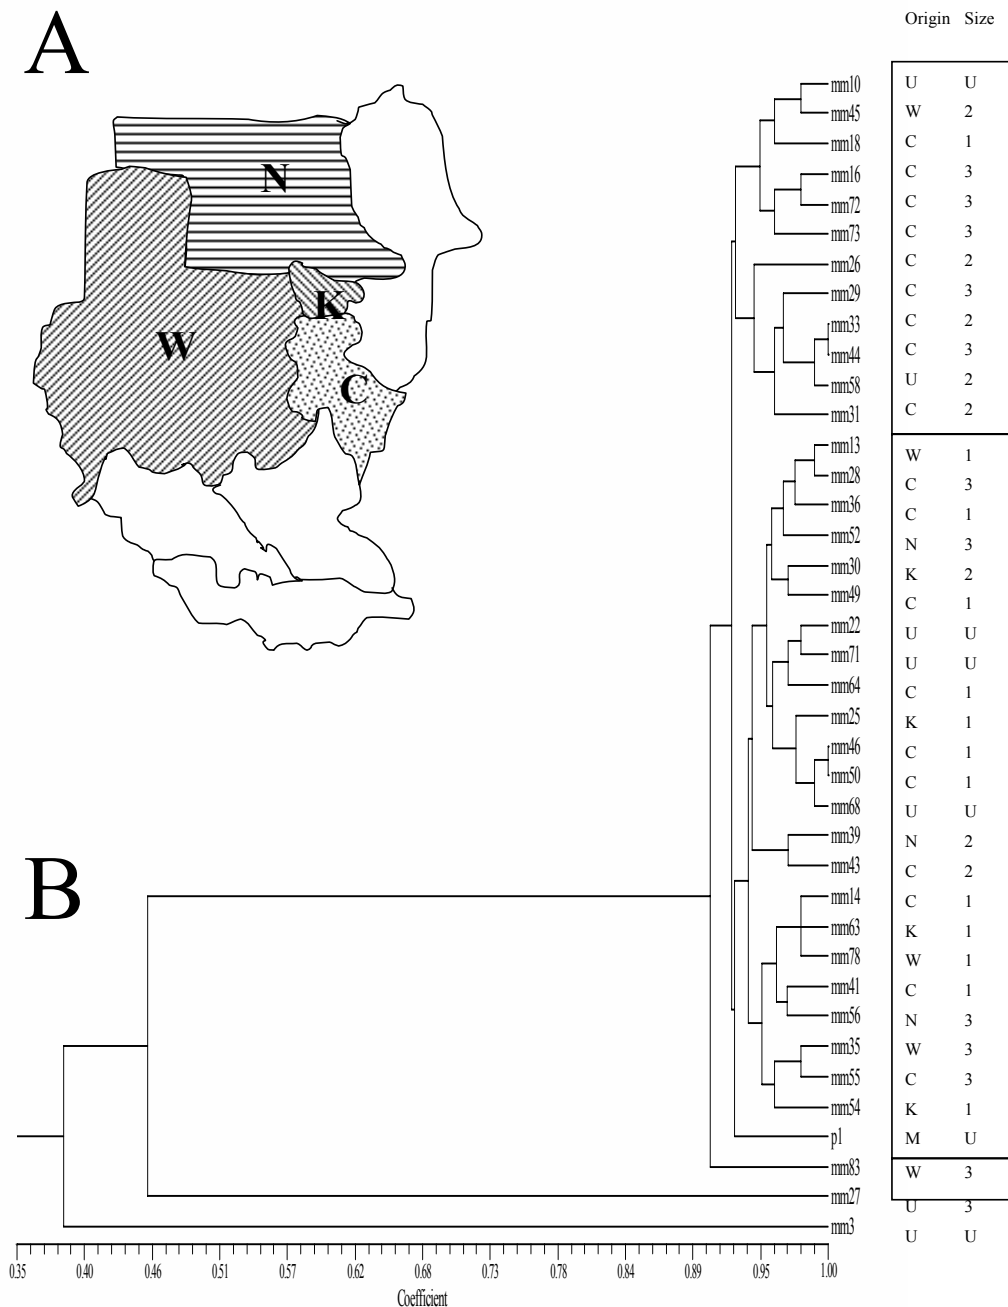 A
Origin Size
mm10 U U
mm45 W 2
mm18 C 1
mm16 C 3
mm72 C 3
mm73 C 3
mm26 C 2
mm29 C 3
mm33 C 2
mm44 C 3
mm58 U 2
mm31 C 2
mm13 W 1
mm28 C 3
mm36 C 1
mm52 N 3
mm30 K 2
mm49 C 1
mm22 U U
mm71 U U
mm64 C 1
mm25 K 1
mm46 C 1
mm50 C 1
mm68 U U
mm39 N 2
mm43 C 2
mm14 C 1
mm63 K 1
mm78 W 1
mm41 C 1
mm56 N 3
mm35 W 3
mm55 C 3
mm54 K 1
p1 M U
mm83 W 3
mm27 U 3
mm3 U U
N
K
W
C
B
0.35 0.40 0.46 0.51 0.57 0.62 0.68 0.73 0.78 0.84 0.89 0.95 1.00
Coefficient